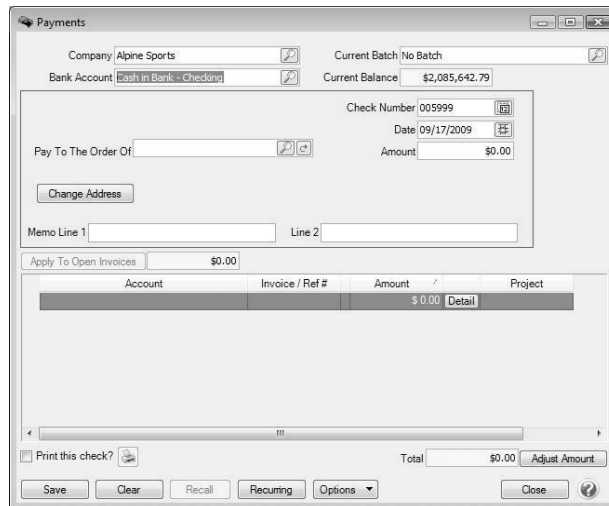 Payments
Company Alpine Sports Current Batch No Batch
Bank Account Cash in Bank - Checking Current Balance $2,085,642.79
Check Number 005999
Date 09/17/2009
Pay To The Order Of Amount $0.00
Change Address
Memo Line 1 Line 2
Apply To Open Invoices $0.00
Account Invoice / Ref # Amount Project
$ 0.00 Detail
Print this check? Total $0.00 Adjust Amount
Save Clear Recall Recurring Options Close